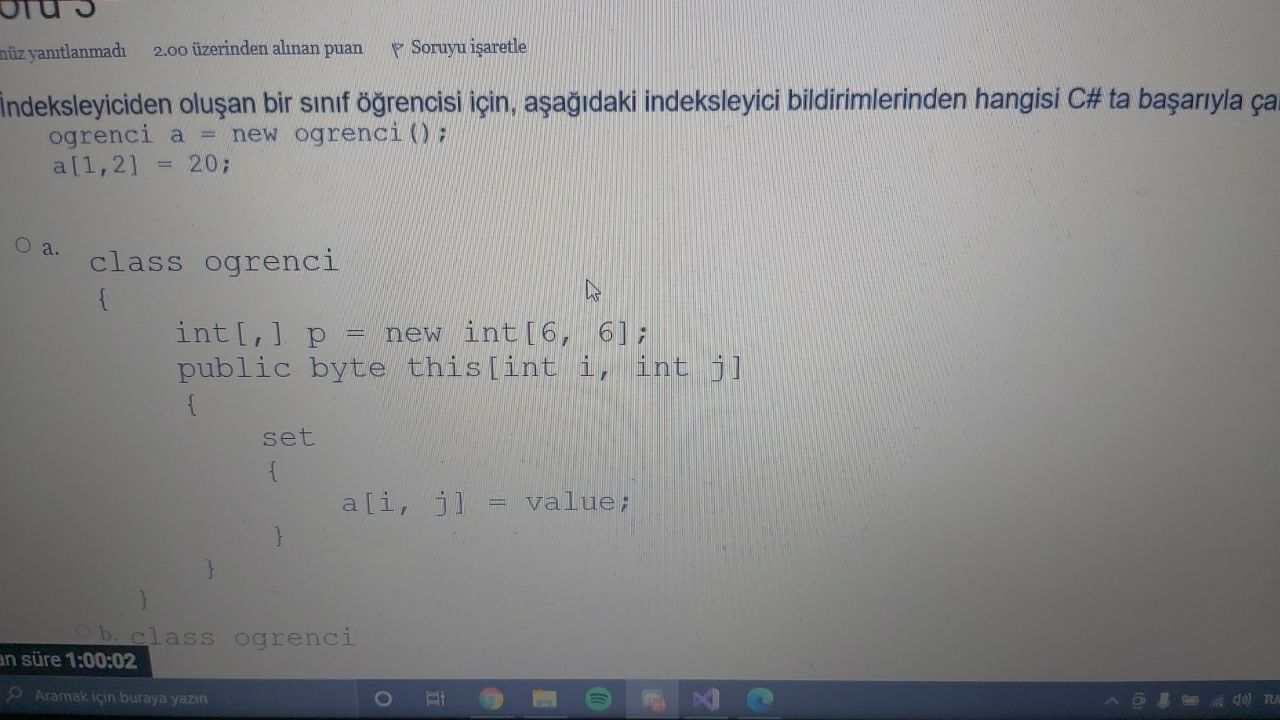 oru 3
nüz yanıtlanmadı 2.00 üzerinden alınan puan Soruyu işaretle
İndeksleyiciden oluşan bir sınıf öğrencisi için, aşağıdaki indeksleyici bildirimlerinden hangisi C# ta başarıyla ça
ogrenci a = new ogrenci();
a[1,2] = 20;
a.
class ogrenci
{
int[,] p = new int[6, 6];
public byte this[int i, int j]
{
set
{
a[i, j] = value;
}
}
}
b. class ogrenci
an süre 1:00:02
Aramak için buraya yazın